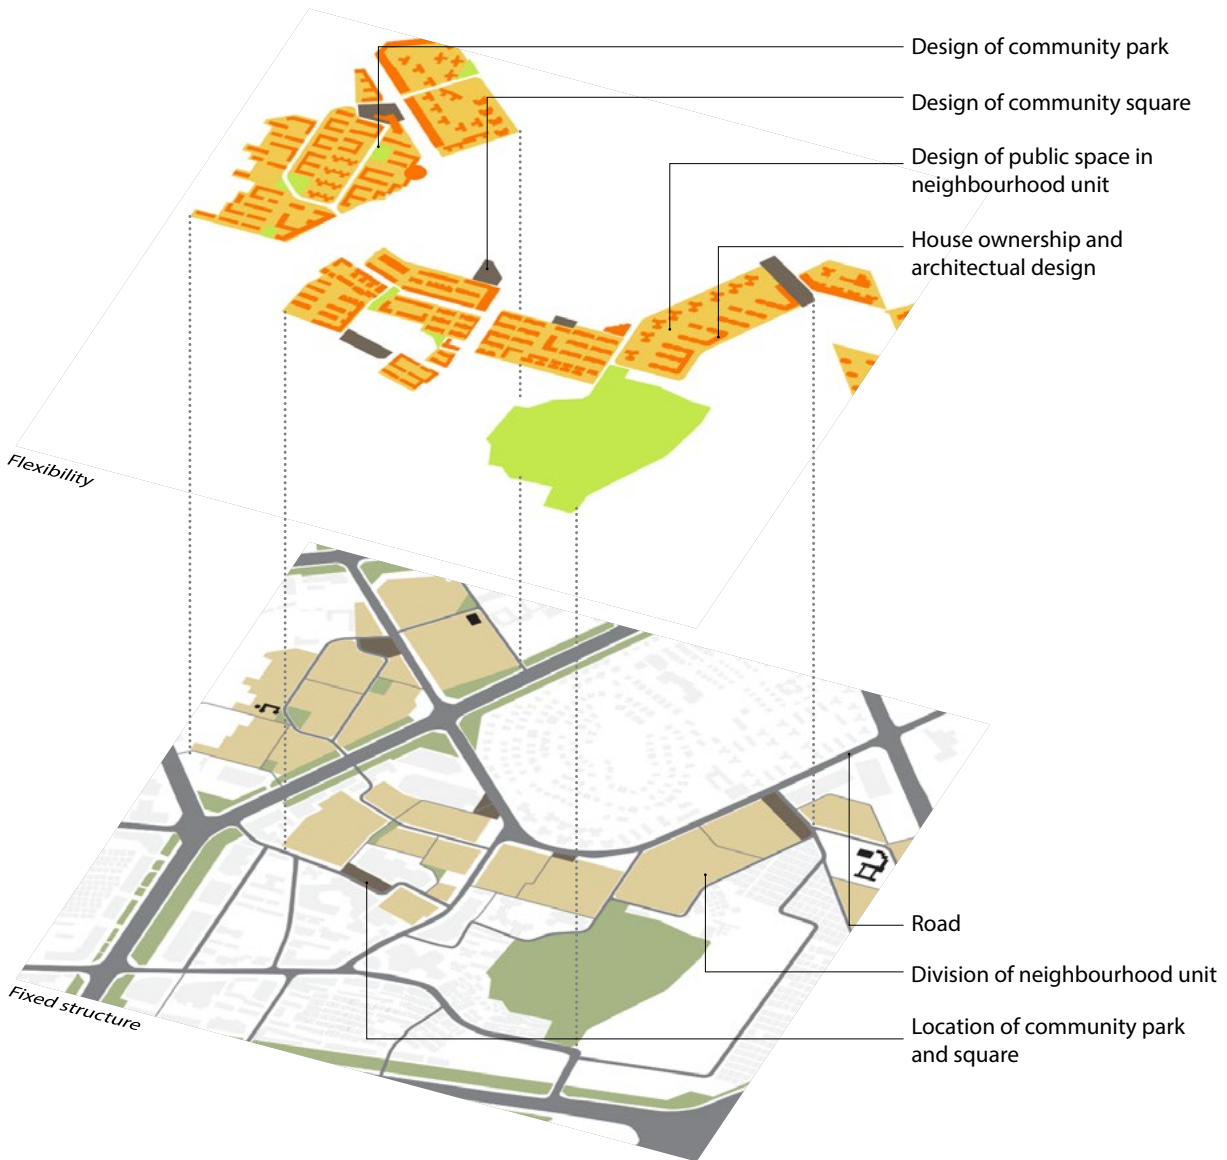 Design of community park
Design of community square
Design of public space in
neighbourhood unit
House ownership and
architectual design
Flexibility
Road
Division of neighbourhood unit
Fixed structure
Location of community park
and square